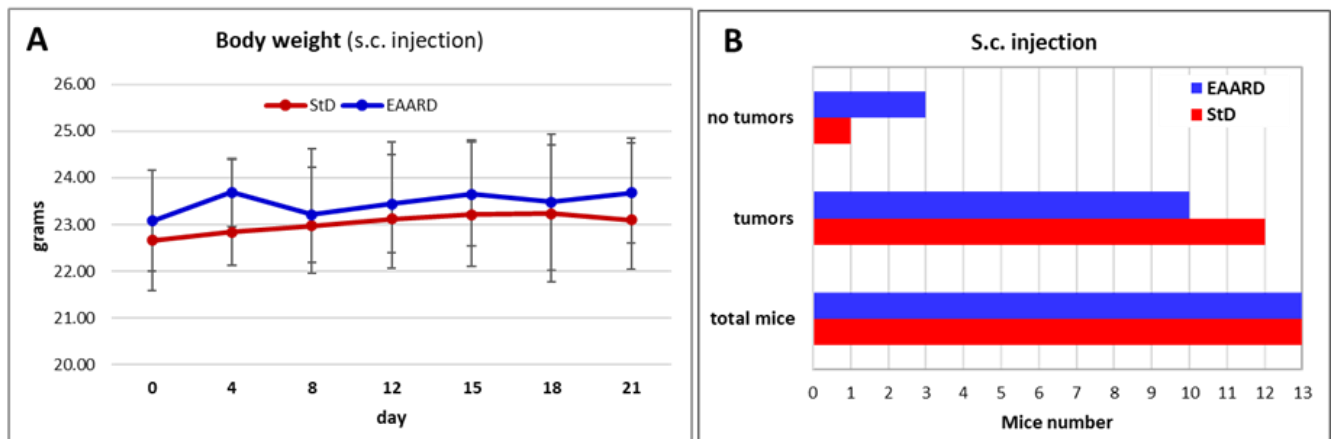 A
Body weight (s.c. injection)
26.00
25.00
24.00
23.00
22.00
21.00
20.00
grams
StD
EAARD
0 4 8 12 15 18 21
day
B
S.c. injection
EAARD
StD
no tumors
tumors
total mice
0 1 2 3 4 5 6 7 8 9 10 11 12 13
Mice number